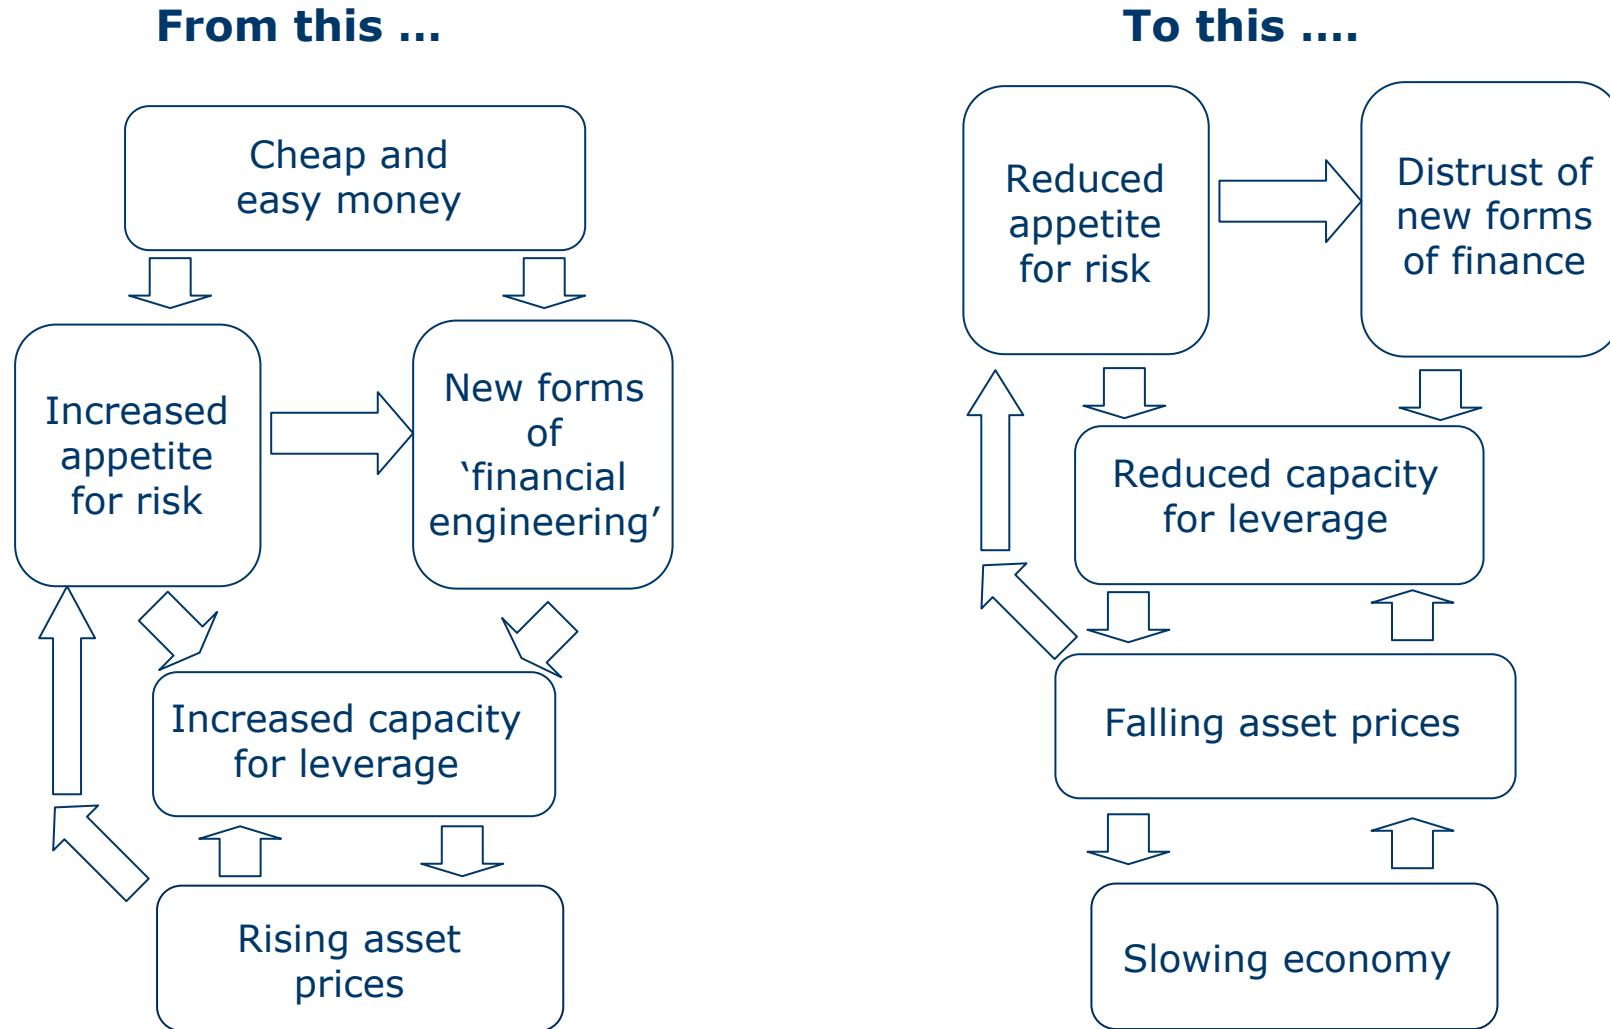 From this ...
Cheap and
easy money
Increased
appetite
for risk
New forms
of
‘financial
engineering’
Increased capacity
for leverage
Rising asset
prices
To this ....
Reduced
appetite
for risk
Distrust of
new forms
of finance
Reduced capacity
for leverage
Falling asset prices
Slowing economy